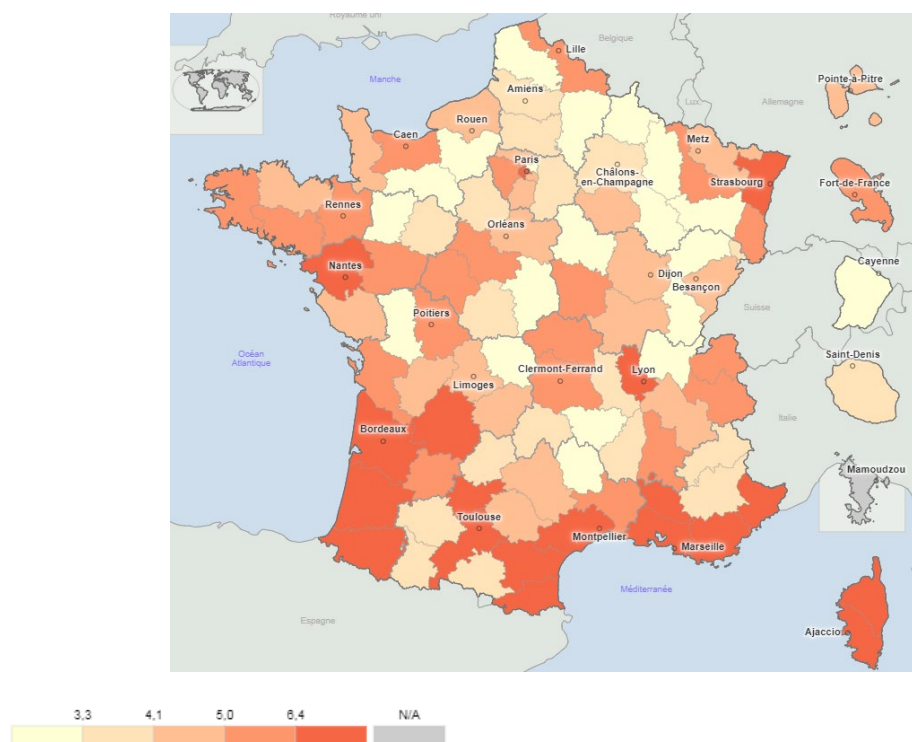 Royaume uni
Belgique
Lille
Manche
Pointe-à-Pitre
Amiens
Lux.
Allemagne
Rouen
Caen
Metz
Paris
Châlons-
en-Champagne
Strasbourg
Fort-de-France
Rennes
Orléans
Nantes
Dijon
Besançon
Cayenne
Suisse
Poitiers
Océan
Atlantique
Saint-Denis
Clermont-Ferrand
Lyon
Limoges
Italie
Bordeaux
Mamoudzou
Toulouse
Montpellier
Marseille
Méditerranée
Espagne
Ajaccio
3,3
4,1
5,0
6,4
N/A